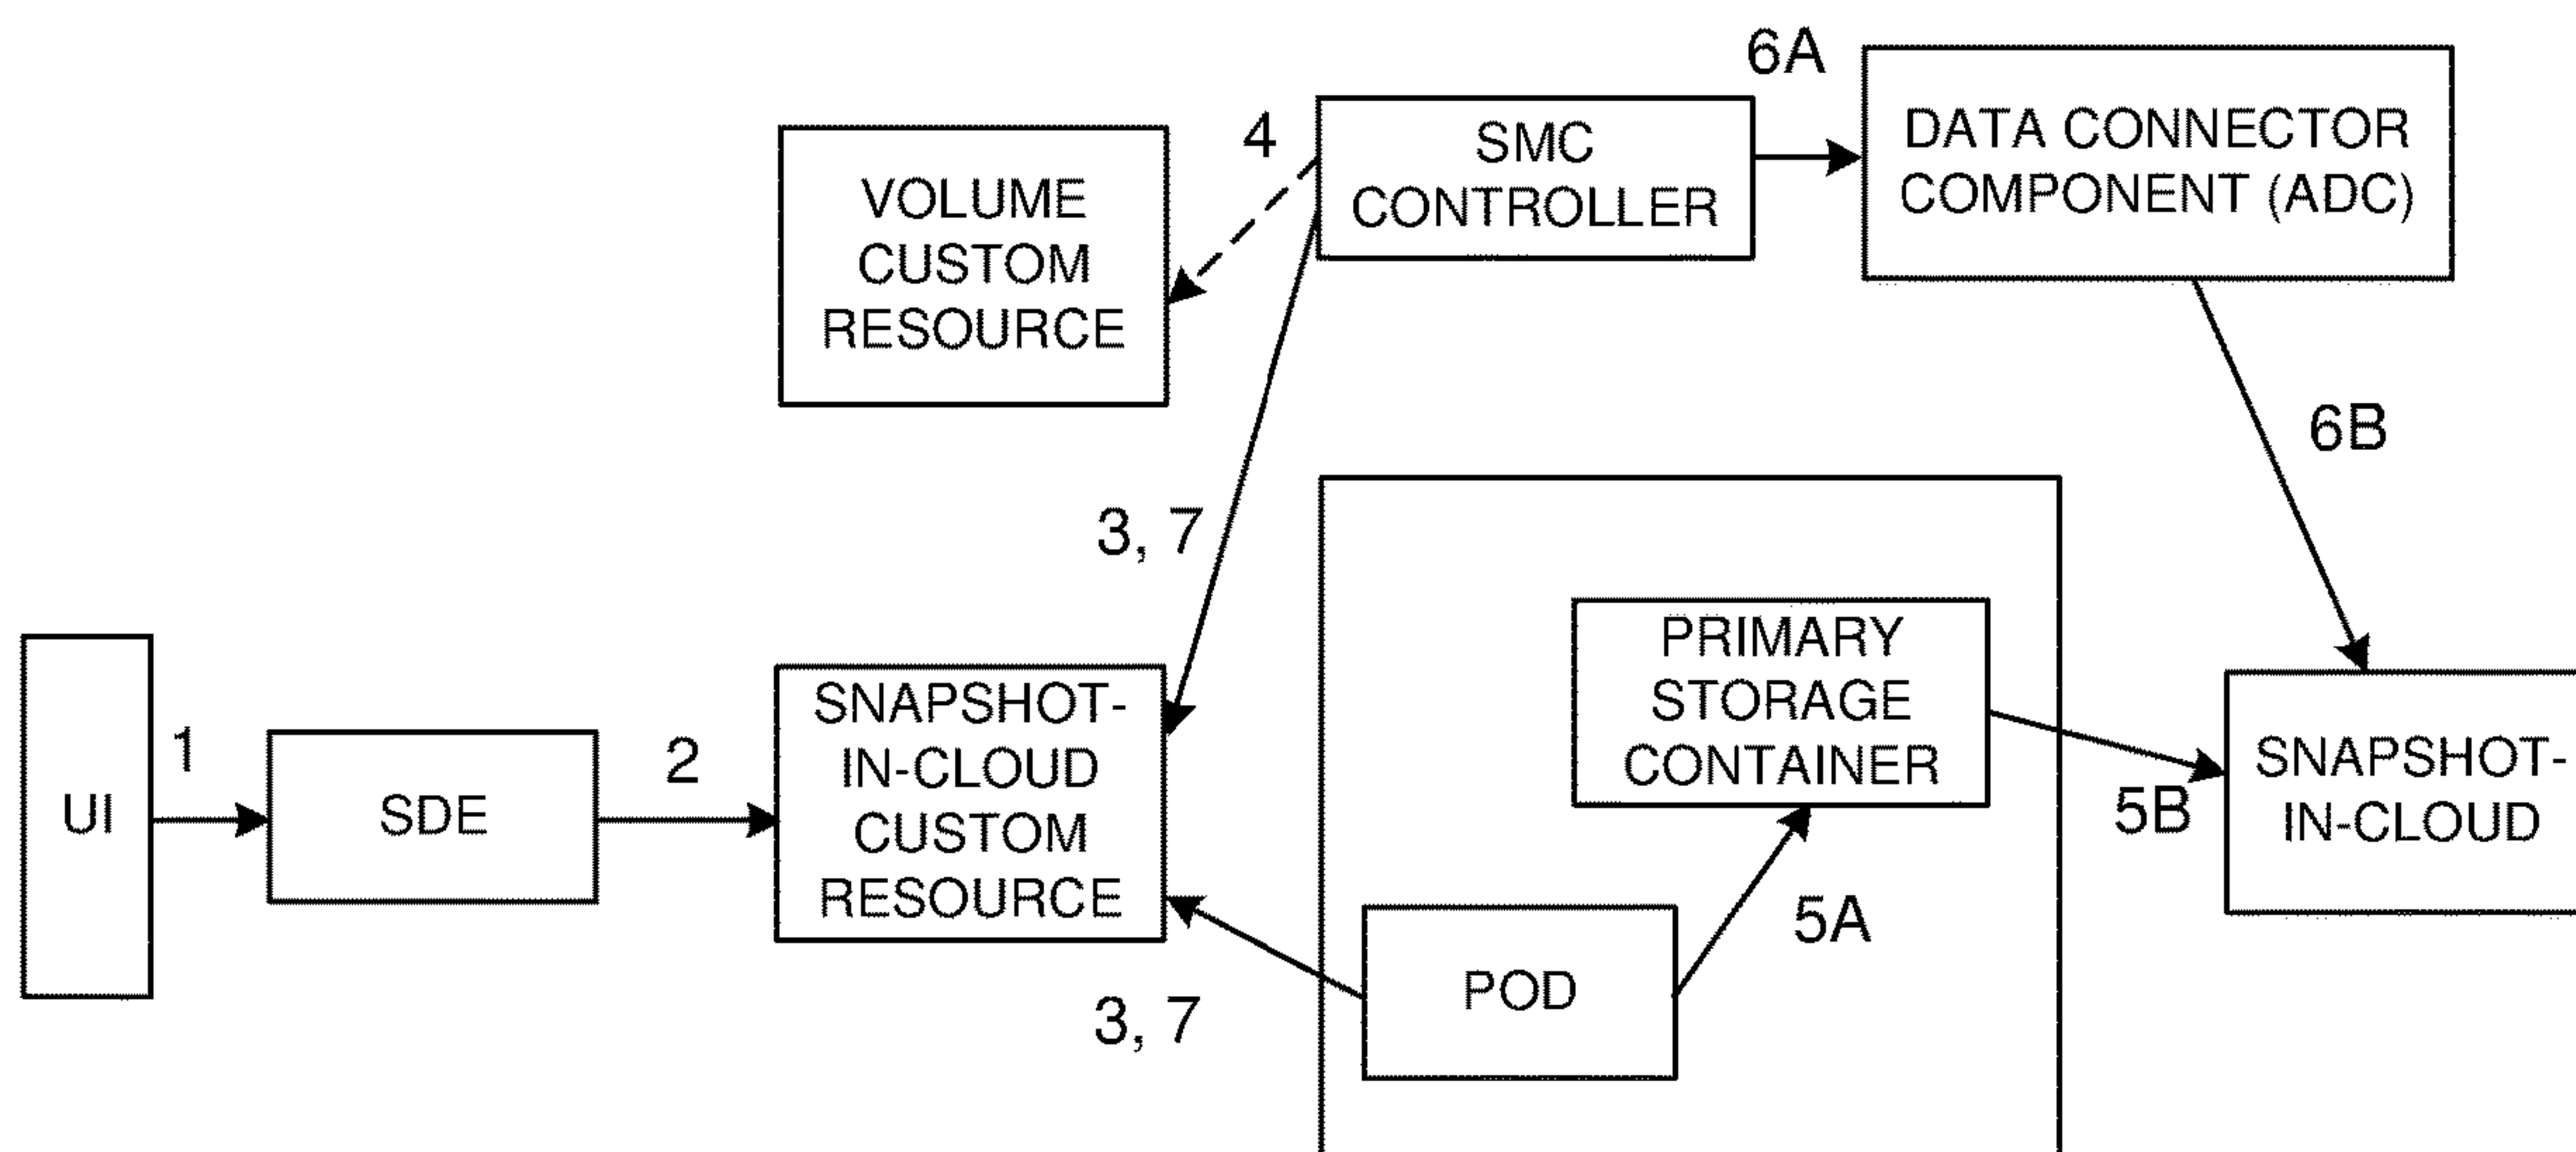 6A
DATA CONNECTOR
COMPONENT (ADC)
SMC
CONTROLLER
4
VOLUME
CUSTOM
RESOURCE
6B
3, 7
PRIMARY
STORAGE
CONTAINER
SNAPSHOT-
IN-CLOUD
CUSTOM
RESOURCE
1
2
UI
SDE
SNAPSHOT-
IN-CLOUD
5B
5A
POD
3, 7